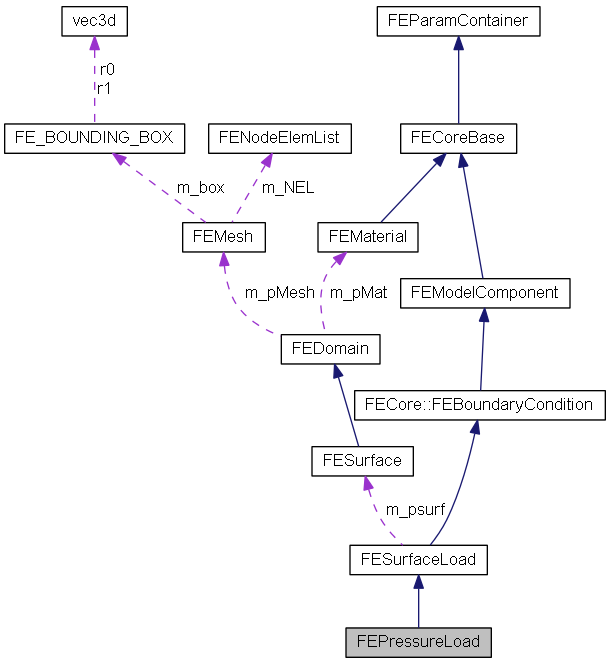 vec3d
FEParamContainer
r0
r1
FE_BOUNDING_BOX
FENodeElemList
FECoreBase
m_box
m_NEL
FEMesh
FEMaterial
m_pMesh
m_pMat
FEModelComponent
FEDomain
FECore::FEBoundaryCondition
FESurface
m_psurf
FESurfaceLoad
FEPressureLoad